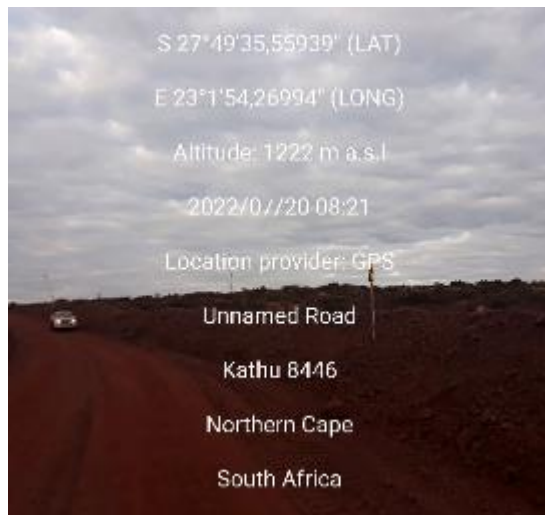 S 27°49'35,55939" (LAT)
E 23°1'54,26994" (LONG)
Altitude: 1222 m a.s.l
2022/07/20 08:21
Location provider: GPS
Unnamed Road
Kathu 8446
Northern Cape
South Africa